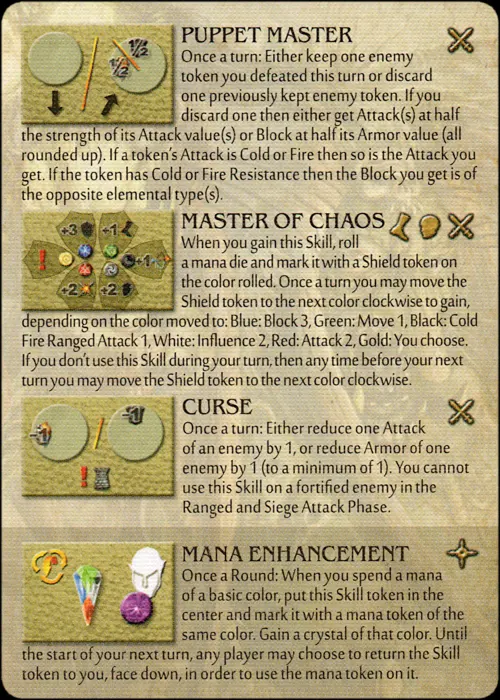 PUPPET MASTER
½
½
Once a turn: Either keep one enemy
token you defeated this turn or discard
one previously kept enemy token. If you
discard one then either get Attack(s) at half
the strength of its Attack value(s) or Block at half its Armor value (all
rounded up). If a token's Attack is Cold or Fire then so is the Attack you
get. If the token has Cold or Fire Resistance then the Block you get is of
the opposite elemental type(s).
MASTER OF CHAOS
+3 +1
! +1
+2 +2
When you gain this Skill, roll
a mana die and mark it with a Shield token on
the color rolled. Once a turn you may move the
Shield token to the next color clockwise to gain,
depending on the color moved to: Blue: Block 3, Green: Move 1, Black: Cold
Fire Ranged Attack 1, White: Influence 2, Red: Attack 2, Gold: You choose.
If you don't use this Skill during your turn, then any time before your next
turn you may move the Shield token to the next color clockwise.
CURSE
-1 -1
!
Once a turn: Either reduce one Attack
of an enemy by 1, or reduce Armor of one
enemy by 1 (to a minimum of 1). You cannot
use this Skill on a fortified enemy in the
Ranged and Siege Attack Phase.
MANA ENHANCEMENT
Once a Round: When you spend a mana
of a basic color, put this Skill token in the
center and mark it with a mana token of the
same color. Gain a crystal of that color. Until
the start of your next turn, any player may choose to return the Skill
token to you, face down, in order to use the mana token on it.